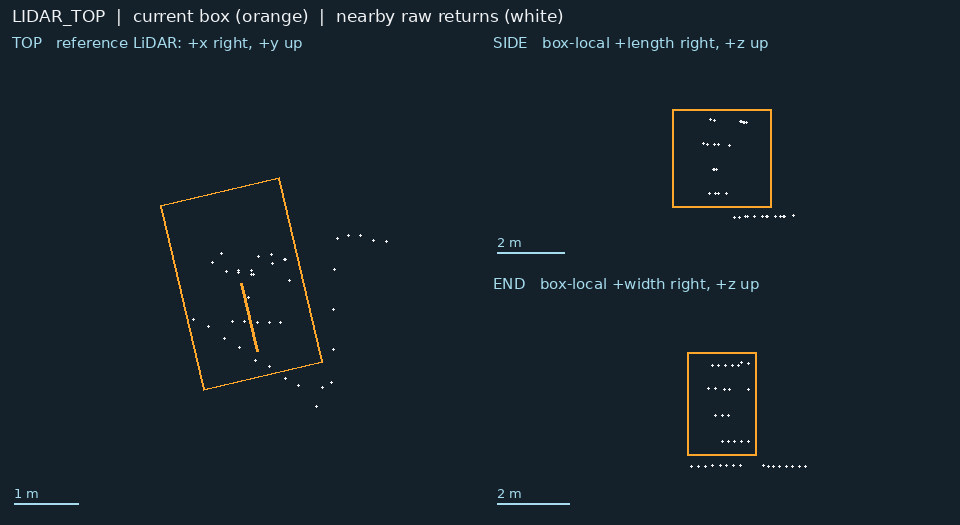 LIDAR_TOP | current box (orange) | nearby raw returns (white)
TOP reference LiDAR: +x right, +y up
SIDE box-local +length right, +z up
2 m
END box-local +width right, +z up
1 m
2 m